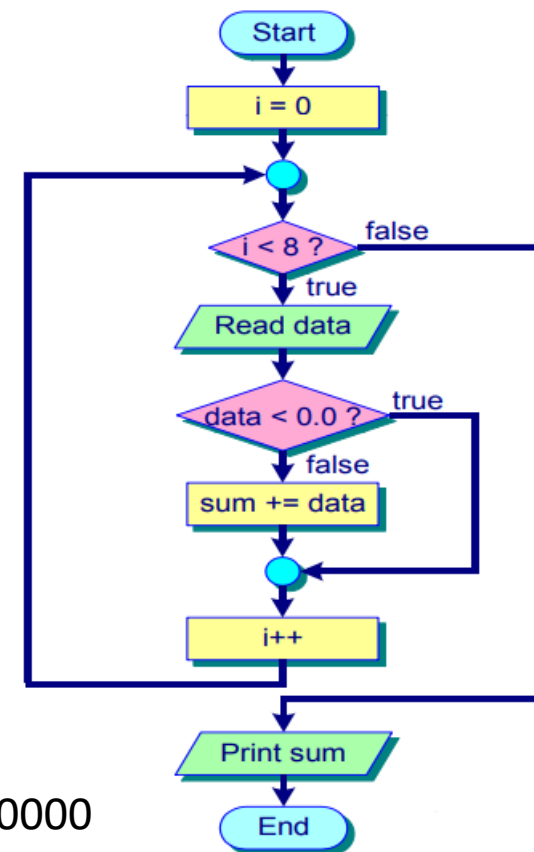 Start
i = 0
i < 8 ?
false
true
Read data
data < 0.0 ?
true
false
sum += data
i++
Print sum
0000
End